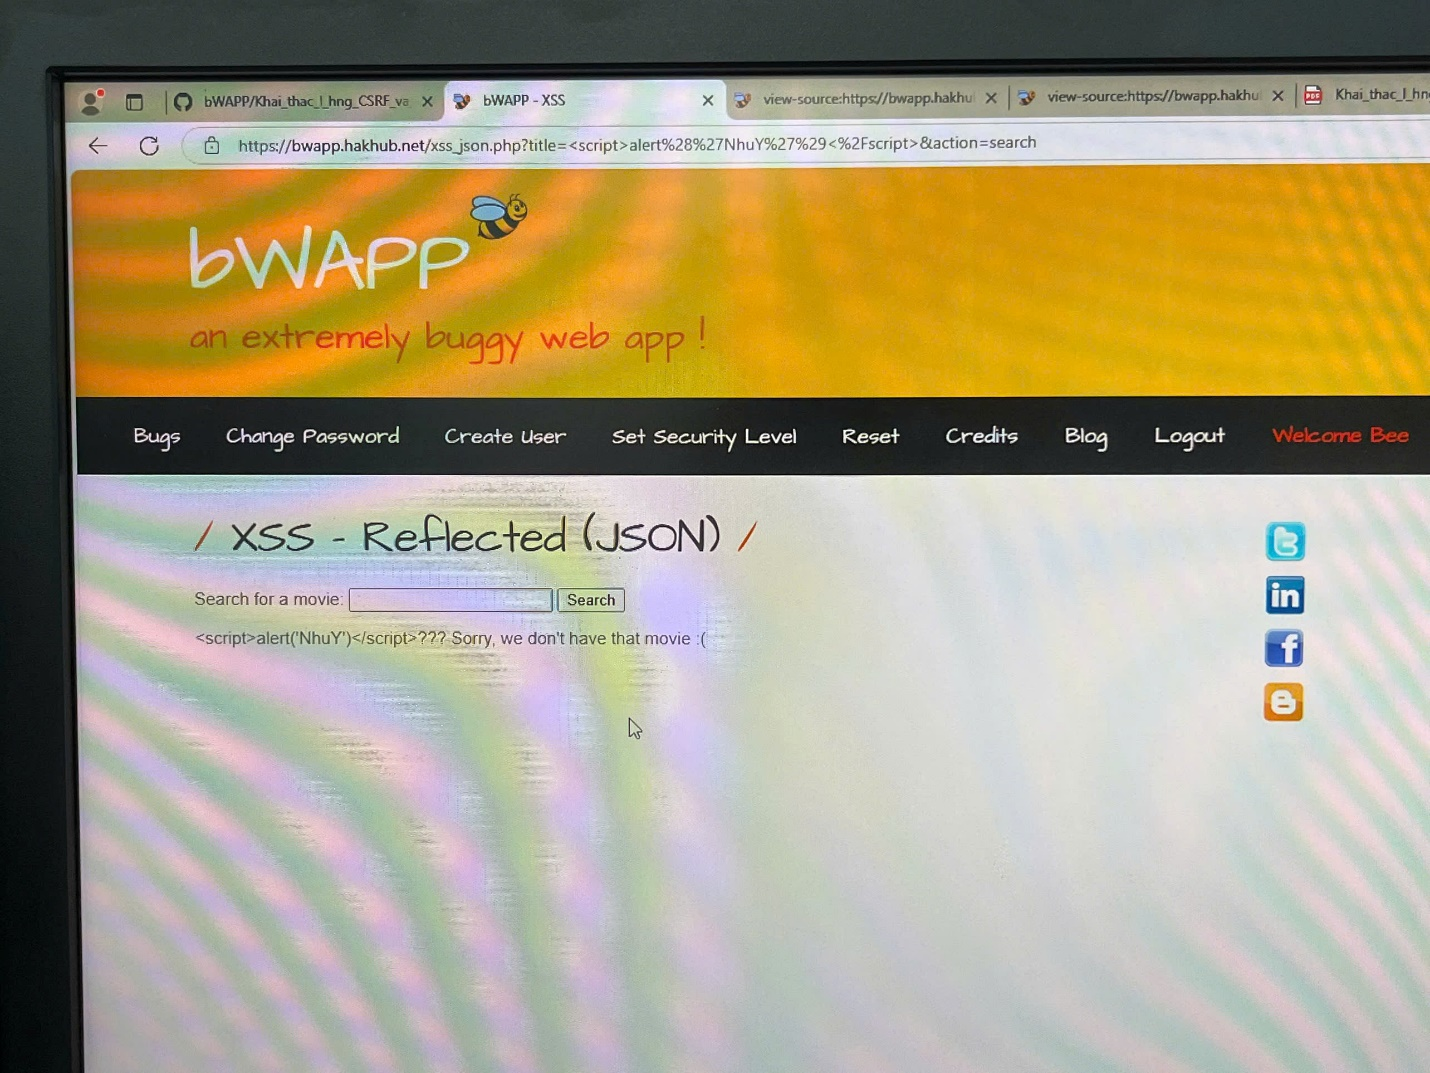 bWAPP/Khai_thac_l_hng_CSRF_va
bWAPP - XSS
view-source:https://bwapp.hakhu
view-source:https://bwapp.hakhu
Khai_thac_l_hn
https://bwapp.hakhub.net/xss_json.php?title=<script>alert%28%27NhuY%27%29<%2Fscript>&action=search
bWAPP
an extremely buggy web app !
Bugs Change Password Create User Set Security Level Reset Credits Blog Logout Welcome Bee
/ XSS - Reflected (JSON) /
Search for a movie: Search
<script>alert('NhuY')</script>??? Sorry, we don't have that movie :(